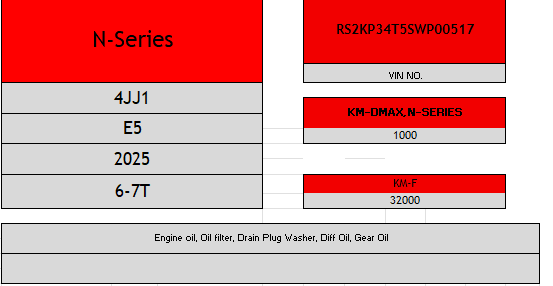 N-Series
4JJ1
E5
2025
6-7T
RS2KP34T5SWP00517
VIN NO.
KM-DMAX,N-SERIES
1000
KM-F
32000
Engine oil, Oil filter, Drain Plug Washer, Diff Oil, Gear Oil